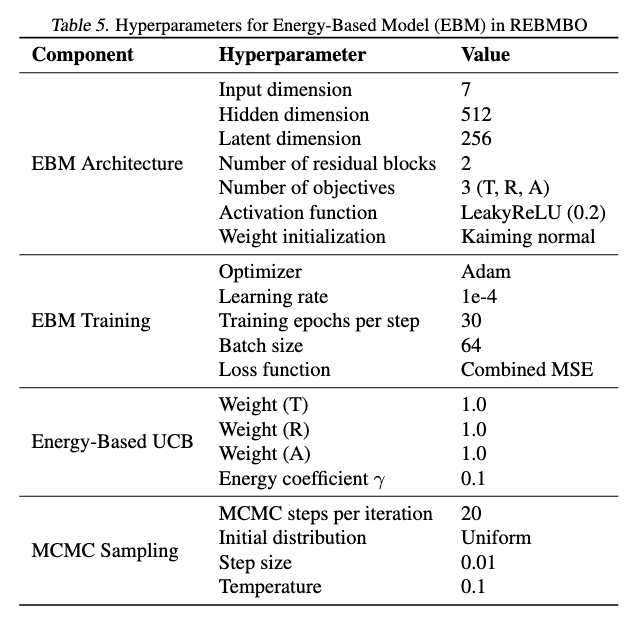 Table 5. Hyperparameters for Energy-Based Model (EBM) in REBMBO
Component Hyperparameter Value
Input dimension 7
Hidden dimension 512
Latent dimension 256
EBM Architecture Number of residual blocks 2
Number of objectives 3 (T, R, A)
Activation function LeakyReLU (0.2)
Weight initialization Kaiming normal
Optimizer Adam
Learning rate 1e-4
EBM Training Training epochs per step 30
Batch size 64
Loss function Combined MSE
Weight (T) 1.0
Weight (R) 1.0
Energy-Based UCB
Weight (A) 1.0
Energy coefficient γ 0.1
MCMC steps per iteration 20
Initial distribution Uniform
MCMC Sampling
Step size 0.01
Temperature 0.1